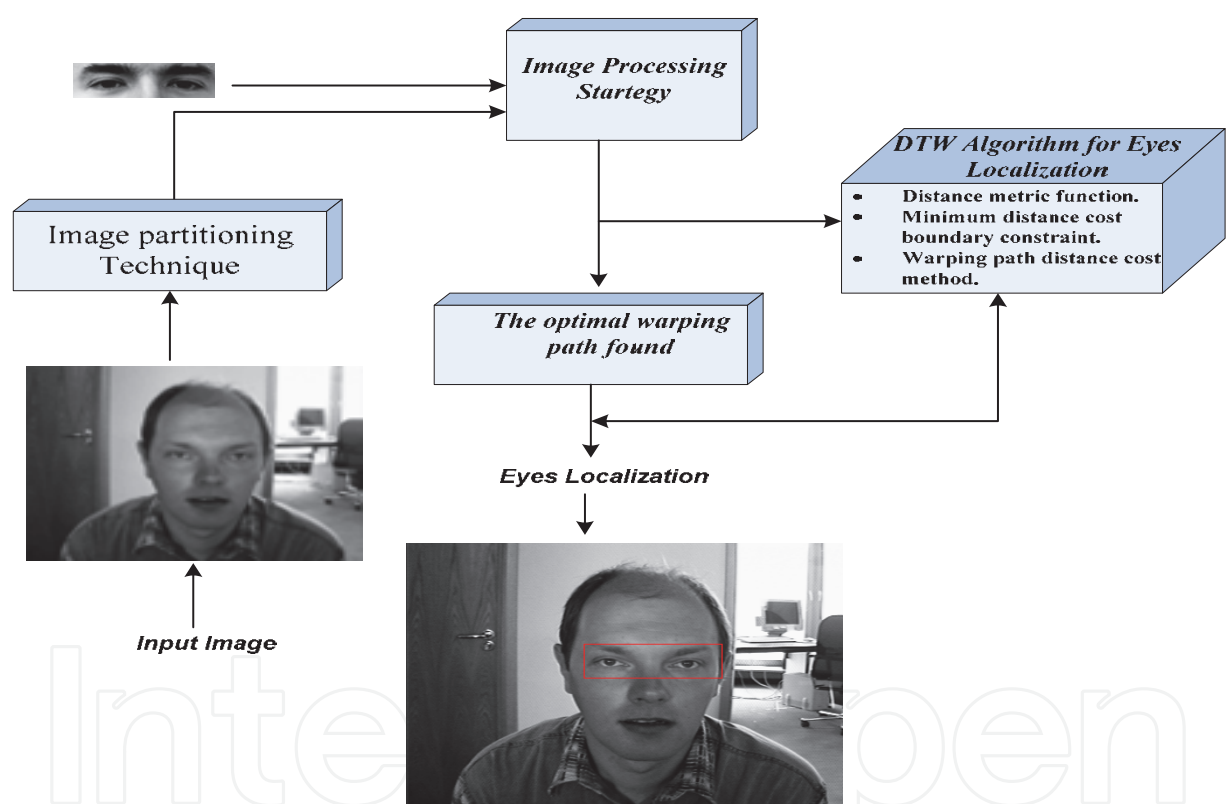 Image Processing
Startegy
DTW Algorithm for Eyes
Localization
• Distance metric function.
• Minimum distance cost
boundary constraint.
• Warping path distance cost
method.
Image partitioning
Technique
The optimal warping
path found
Eyes Localization
Input Image